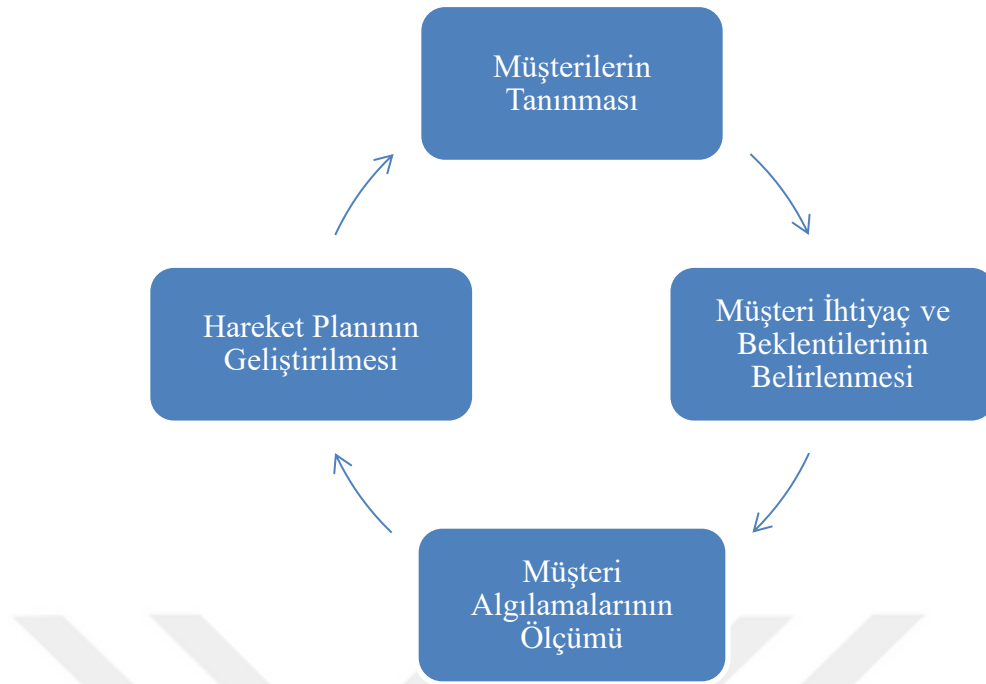 Müşterilerin
Tanınması
Müşteri İhtiyaç ve
Beklentilerinin
Belirlenmesi
Müşteri
Algılamalarının
Ölçümü
Hareket Planının
Geliştirilmesi